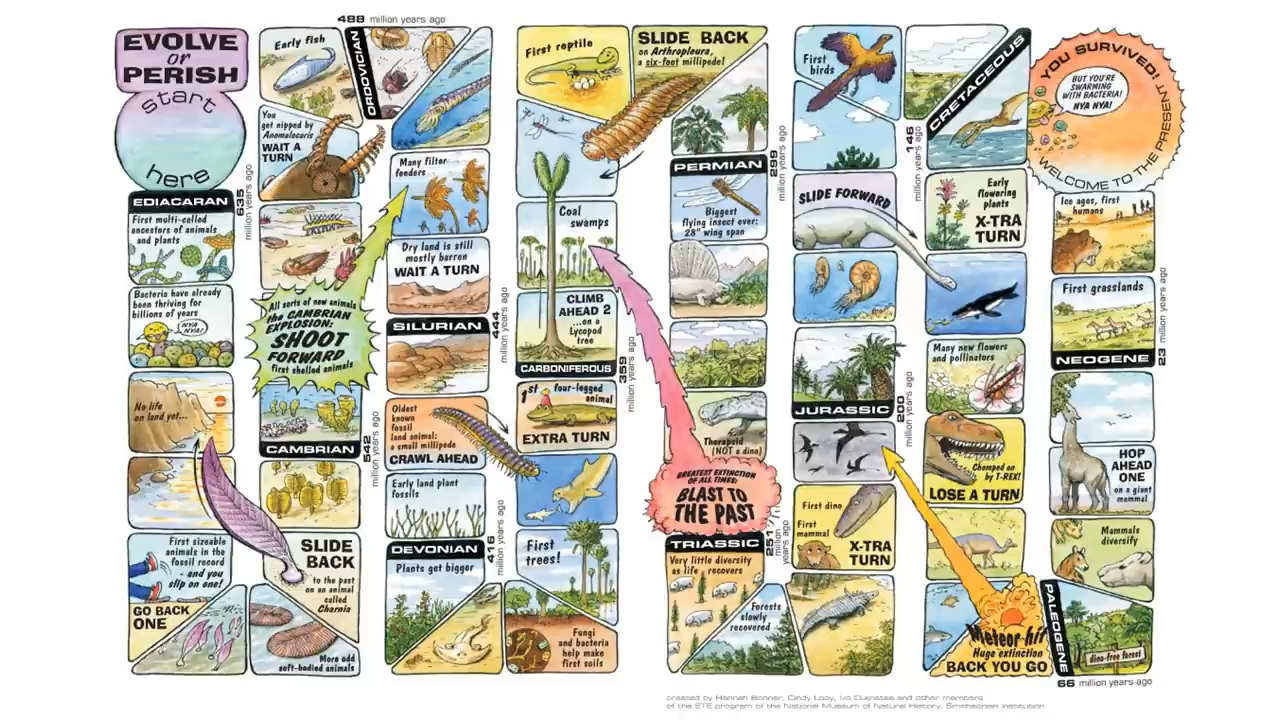 EVOLVE
or
PERISH
start
here
EDIACARAN
635
million years ago
First multi-celled
ancestors of animals
and plants
Bacteria have already
been thriving for
billions of years
NYA
NYA!
No life
on land yet...
First sizeable
animals in the
fossil record
- and you
slip on one!
GO BACK
ONE
More odd
soft-bodied animals
SLIDE
BACK
to the past
on an animal
called
Charnia
CAMBRIAN
542
million years ago
All sorts of new animals
the CAMBRIAN
EXPLOSION:
SHOOT
FORWARD
first shelled animals
You
get nipped by
Anomalocaris
WAIT A
TURN
Early fish
488 million years ago
ORDOVICIAN
Many filter
feeders
Dry land is still
mostly barren
WAIT A TURN
SILURIAN
444
million years ago
Oldest
known
fossil
land animal:
a small millipede
CRAWL AHEAD
Early land plant
fossils
DEVONIAN
416
million years ago
Plants get bigger
Fungi
and bacteria
help make
first soils
First
trees!
1st four-legged
animal
EXTRA TURN
CARBONIFEROUS
359
million years ago
CLIMB
AHEAD 2
...on a
Lycopod
tree
Coal
swamps
First reptile
SLIDE BACK
on Arthropleura,
a six-foot millipede!
PERMIAN
299
million years ago
Biggest
flying insect ever:
28" wing span
Therapsid
(NOT a dino)
GREATEST EXTINCTION
OF ALL TIMES:
BLAST TO
THE PAST
TRIASSIC
251
million
years ago
Very little diversity
as life recovers
Forests
slowly
recovered
First dino
First
mammal
X-TRA
TURN
JURASSIC
200
million years ago
SLIDE FORWARD
First
birds
146
million years ago
CRETACEOUS
Early
flowering
plants
X-TRA
TURN
Many new flowers
and pollinators
Chomped on
by T-REX!
LOSE A TURN
Meteor hit
Huge extinction
BACK YOU GO
PALEOGENE
66 million years ago
dino-free forest
Mammals
diversify
HOP
AHEAD
ONE
on a giant
mammal
NEOGENE
23
million years ago
First grasslands
Ice ages, first
humans
YOU SURVIVED!
BUT YOU'RE
SWARMING
WITH BACTERIA!
NYA NYA!
WELCOME TO THE PRESENT
created by Hannah Bonner, Cindy Looy, Ivo Duijnstee and other members
of the ETE program of the National Museum of Natural History, Smithsonian Institution